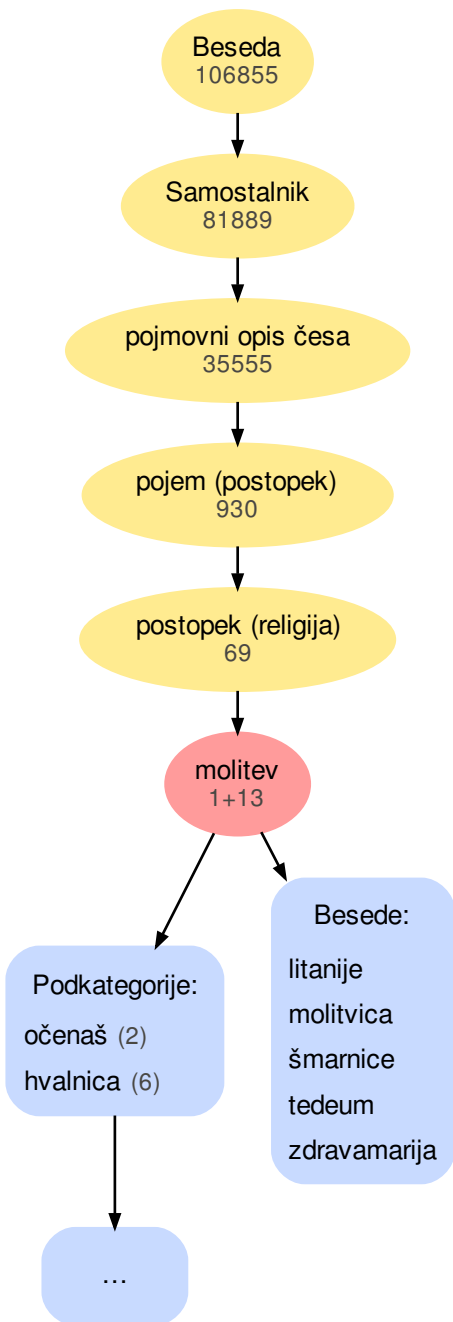 Beseda
106855
Samostalnik
81889
pojmovni opis česa
35555
pojem (postopek)
930
postopek (religija)
69
molitev
1+13
Podkategorije:
očenaš (2)
hvalnica (6)
Besede:
litanije
molitvica
šmarnice
tedeum
zdravamarija
...